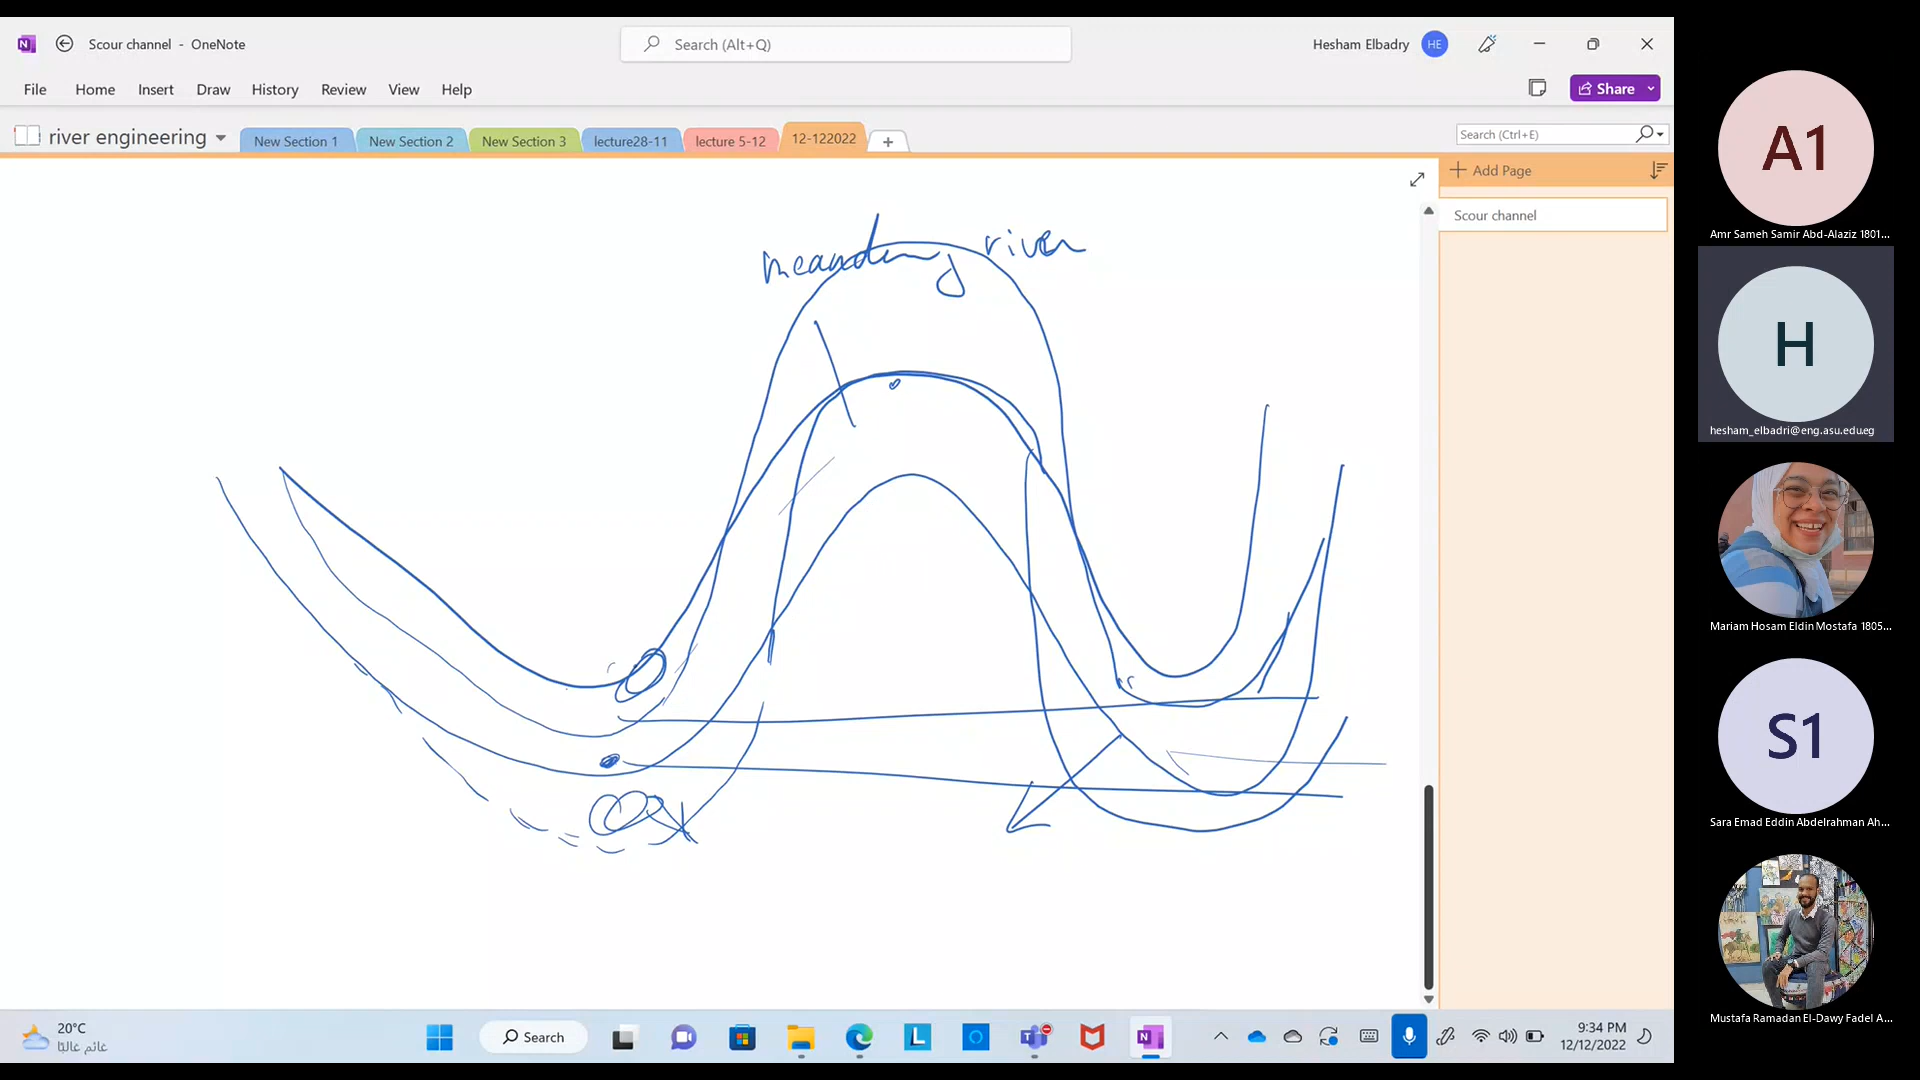 Scour channel - OneNote
Search (Alt+Q)
Hesham Elbadry
HE
File Home Insert Draw History Review View Help
Share
river engineering
New Section 1
New Section 2
New Section 3
lecture28-11
lecture 5-12
12-122022
Search (Ctrl+E)
Add Page
Scour channel
meandering river
A1
Amr Sameh Samir Abd-Alaziz 1801...
H
hesham_elbadri@eng.asu.edu.eg
Mariam Hosam Eldin Mostafa 1805...
S1
Sara Emad Eddin Abdelrahman Ah...
Mustafa Ramadan El-Dawy Fadel A...
20°C
غائم غالبًا
Search
9:34 PM
12/12/2022